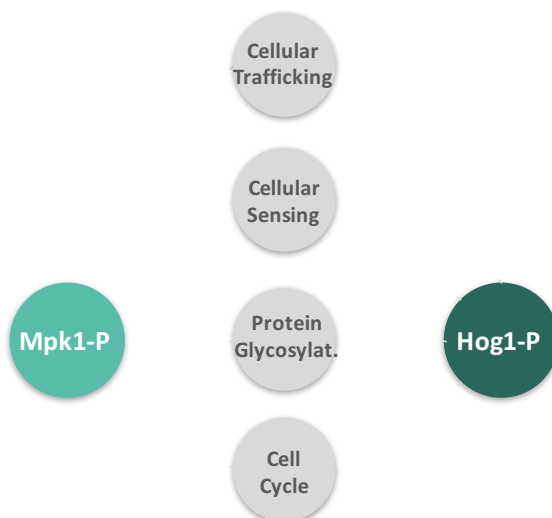 Cellular
Trafficking
Cellular
Sensing
Mpk1-P
Protein
Glycosylat.
Hog1-P
Cell
Cycle